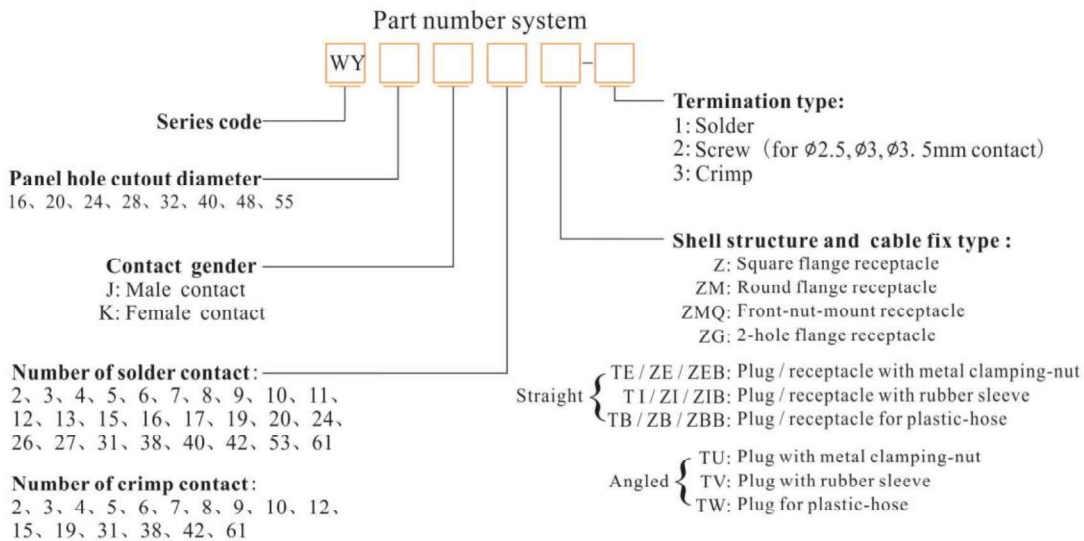 Part number system
WY
-
Series code
Panel hole cutout diameter
16、20、24、28、32、40、48、55
Contact gender
J: Male contact
K: Female contact
Number of solder contact:
2、3、4、5、6、7、8、9、10、11、
12、13、15、16、17、19、20、24、
26、27、31、38、40、42、53、61
Number of crimp contact:
2、3、4、5、6、7、8、9、10、12、
15、19、31、38、42、61
Termination type:
1: Solder
2: Screw (for Ø2.5, Ø3, Ø3. 5mm contact)
3: Crimp
Shell structure and cable fix type :
Z: Square flange receptacle
ZM: Round flange receptacle
ZMQ: Front-nut-mount receptacle
ZG: 2-hole flange receptacle
Straight
TE / ZE / ZEB: Plug / receptacle with metal clamping-nut
TI / ZI / ZIB: Plug / receptacle with rubber sleeve
TB / ZB / ZBB: Plug / receptacle for plastic-hose
Angled
TU: Plug with metal clamping-nut
TV: Plug with rubber sleeve
TW: Plug for plastic-hose